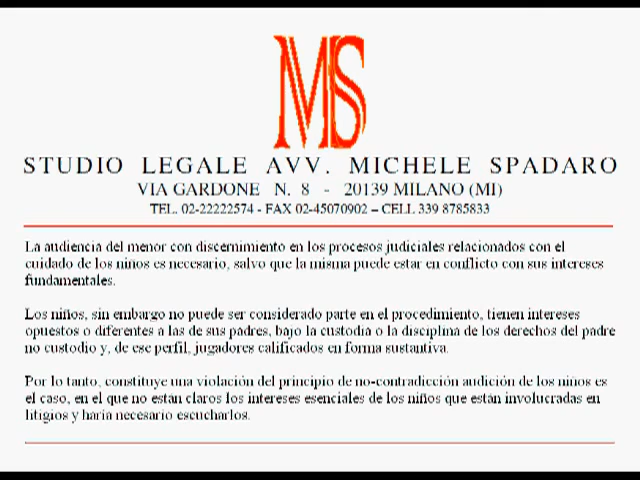 MS
STUDIO LEGALE AVV. MICHELE SPADARO
VIA GARDONE N. 8 - 20139 MILANO (MI)
TEL. 02-22222574 - FAX 02-45070902 – CELL 339 8785833
La audiencia del menor con discernimiento en los procesos judiciales relacionados con el
cuidado de los niños es necesario, salvo que la misma puede estar en conflicto con sus intereses
fundamentales.
Los niños, sin embargo no puede ser considerado parte en el procedimiento, tienen intereses
opuestos o diferentes a las de sus padres, bajo la custodia o la disciplina de los derechos del padre
no custodio y, de ese perfil, jugadores calificados en forma sustantiva.
Por lo tanto, constituye una violación del principio de no-contradicción audición de los niños es
el caso, en el que no están claros los intereses esenciales de los niños que están involucradas en
litigios y haría necesario escucharlos.